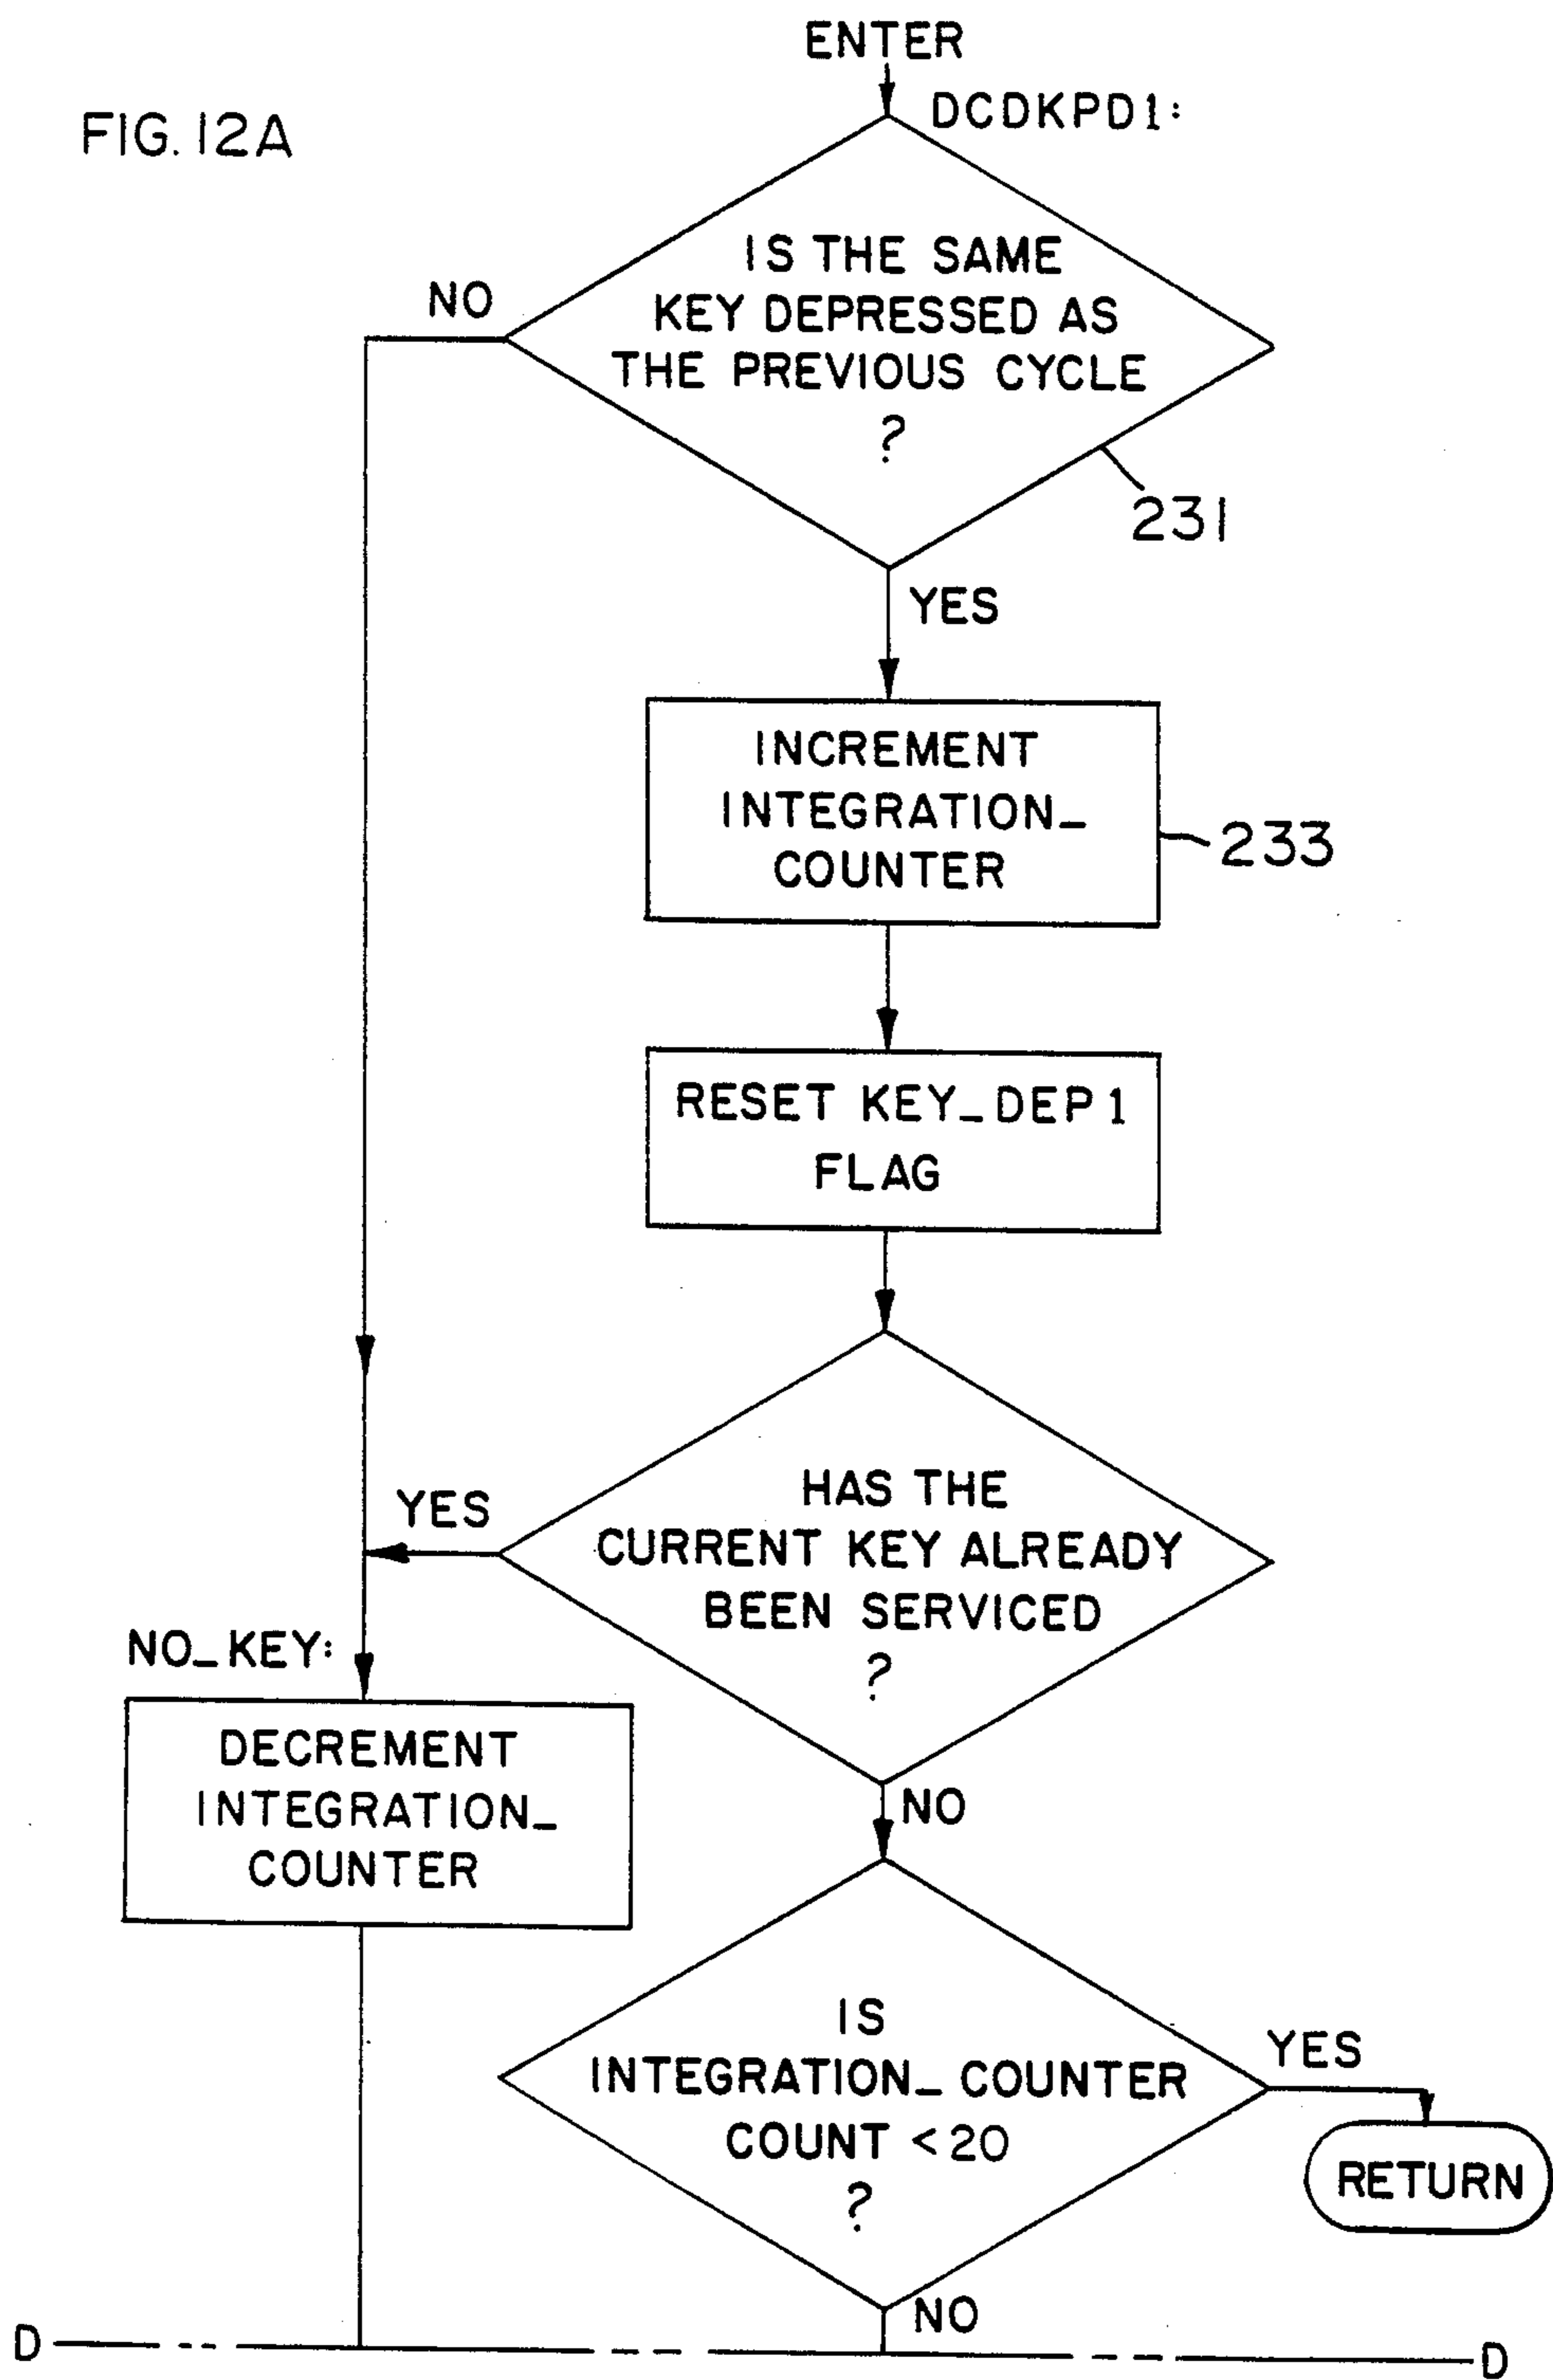 ENTER
FIG. 12A
DCDKPD1:
IS THE SAME
KEY DEPRESSED AS
THE PREVIOUS CYCLE
?
NO
231
YES
INCREMENT
INTEGRATION_
COUNTER
233
RESET KEY_DEP1
FLAG
HAS THE
CURRENT KEY ALREADY
BEEN SERVICED
?
YES
NO_KEY:
DECREMENT
INTEGRATION_
COUNTER
NO
IS
INTEGRATION_COUNTER
COUNT <20
?
YES
RETURN
NO
D
D